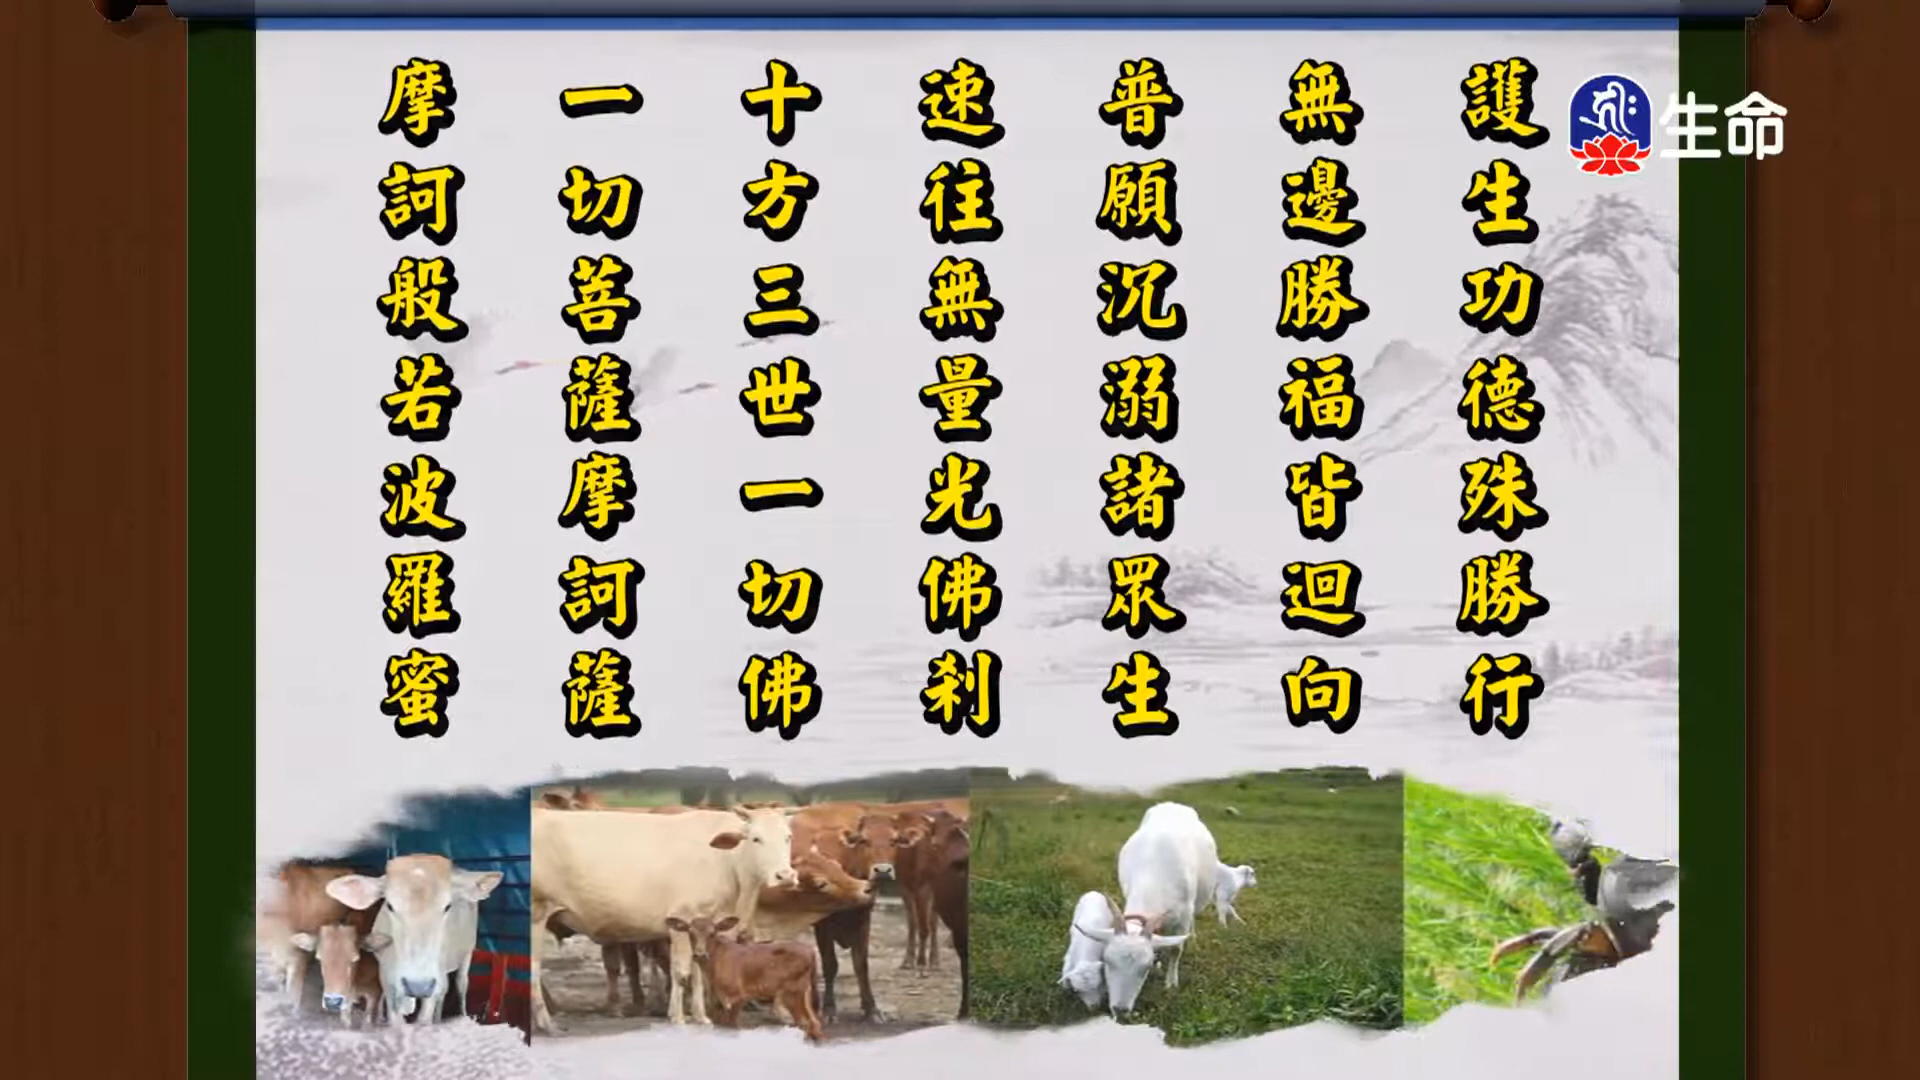 護生功德殊勝行
無邊勝福皆迴向
普願沉溺諸眾生
速往無量光佛剎
十方三世一切佛
一切菩薩摩訶薩
摩訶般若波羅蜜
生命